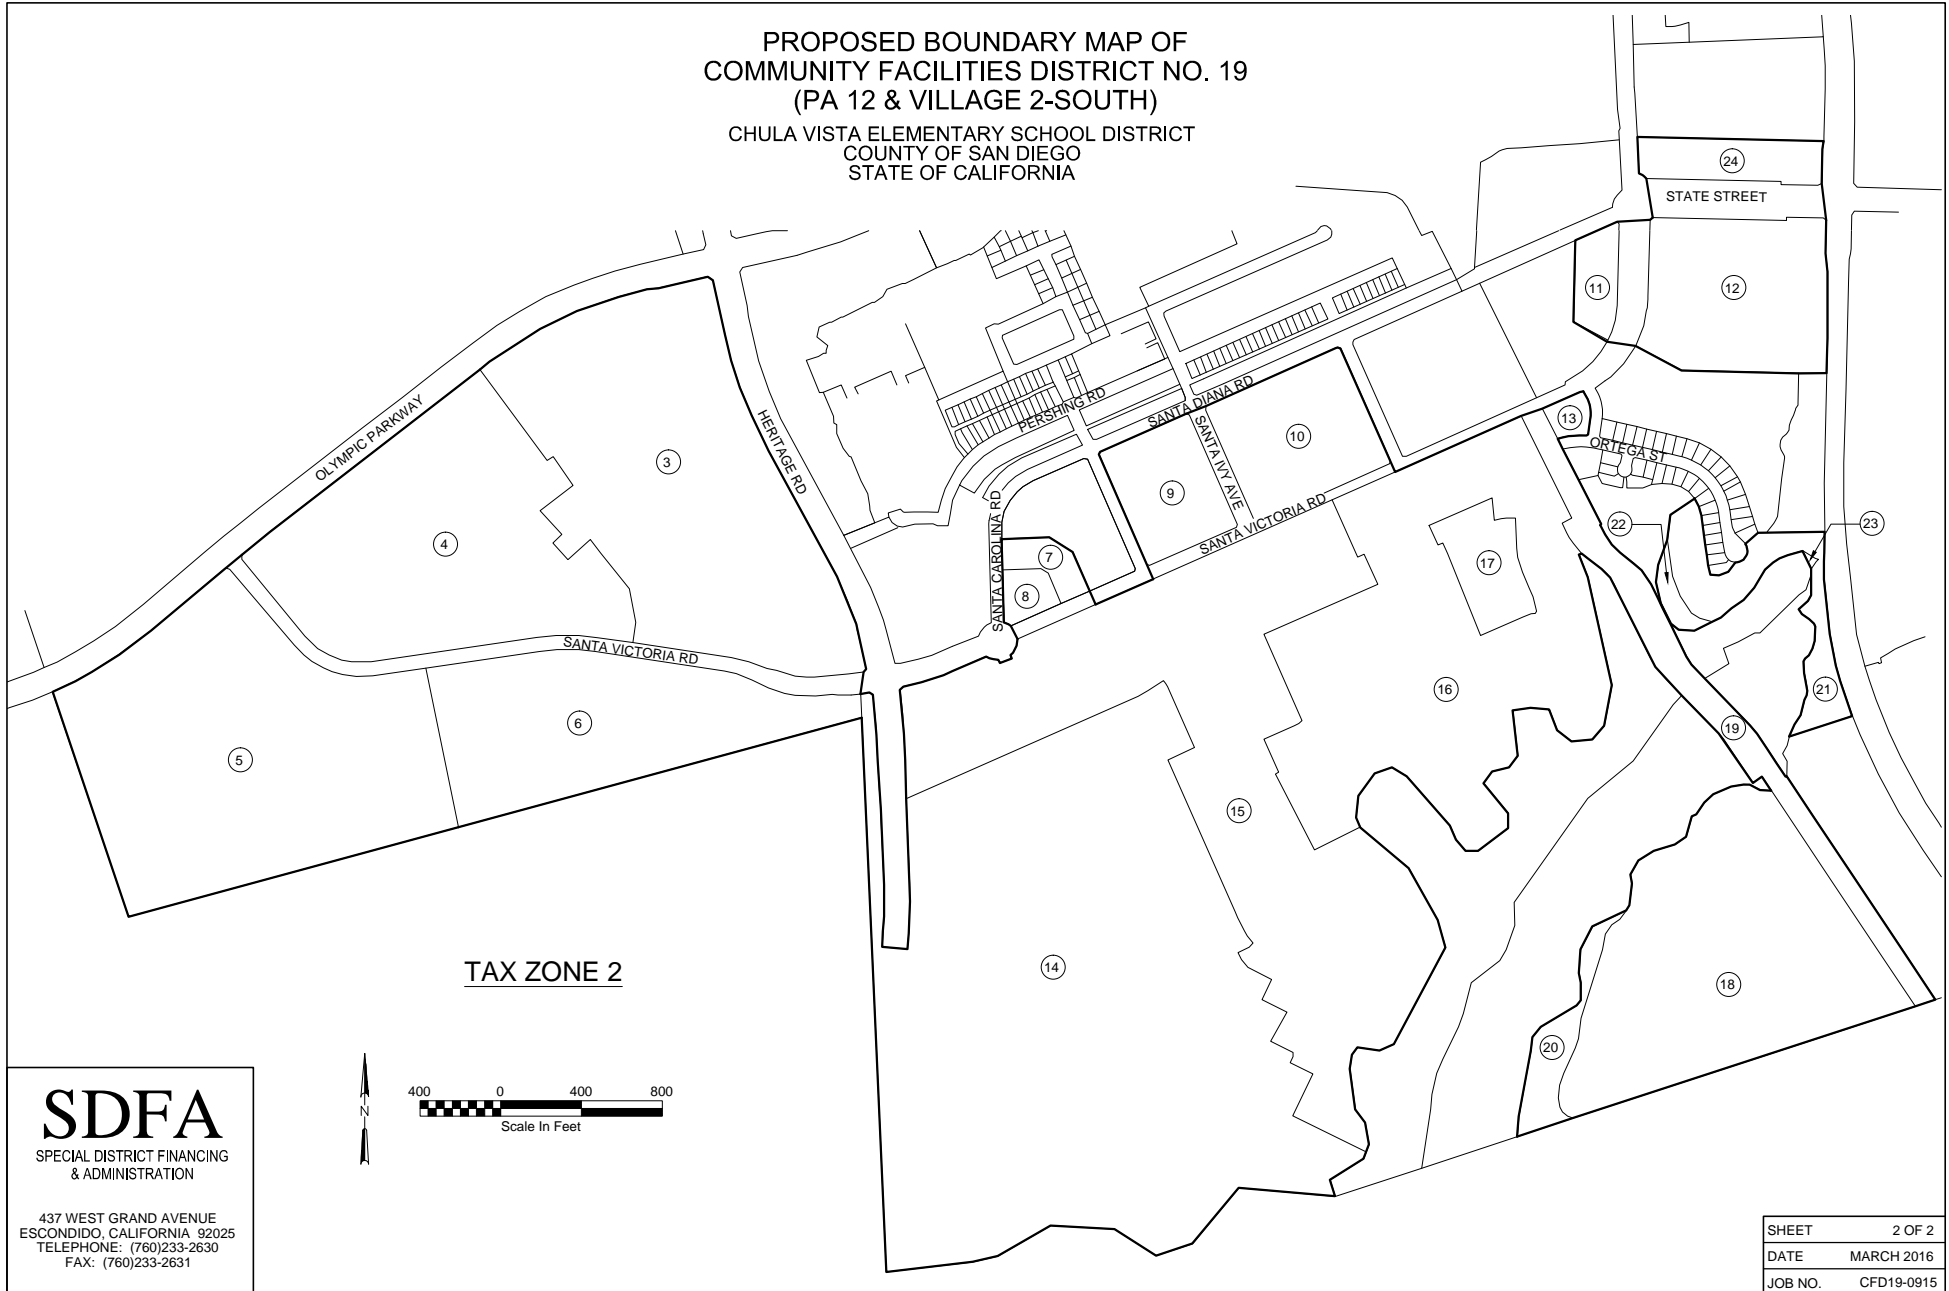 PROPOSED BOUNDARY MAP OF
COMMUNITY FACILITIES DISTRICT NO. 19
(PA 12 & VILLAGE 2-SOUTH)
CHULA VISTA ELEMENTARY SCHOOL DISTRICT
COUNTY OF SAN DIEGO
STATE OF CALIFORNIA
24
STATE STREET
11
12
OLYMPIC PARKWAY
HERITAGE RD
PERSHING RD
SANTA DIANA RD
SANTA IVY AVE
13
ORTEGA ST
10
3
9
4
SANTA CAROLINA RD
SANTA VICTORIA RD
22
23
7
8
17
SANTA VICTORIA RD
16
21
6
19
5
15
14
TAX ZONE 2
18
20
N
400 0 400 800
Scale In Feet
SDFA
SPECIAL DISTRICT FINANCING
& ADMINISTRATION
437 WEST GRAND AVENUE
ESCONDIDO, CALIFORNIA 92025
TELEPHONE: (760)233-2630
FAX: (760)233-2631
SHEET 2 OF 2
DATE MARCH 2016
JOB NO. CFD19-0915